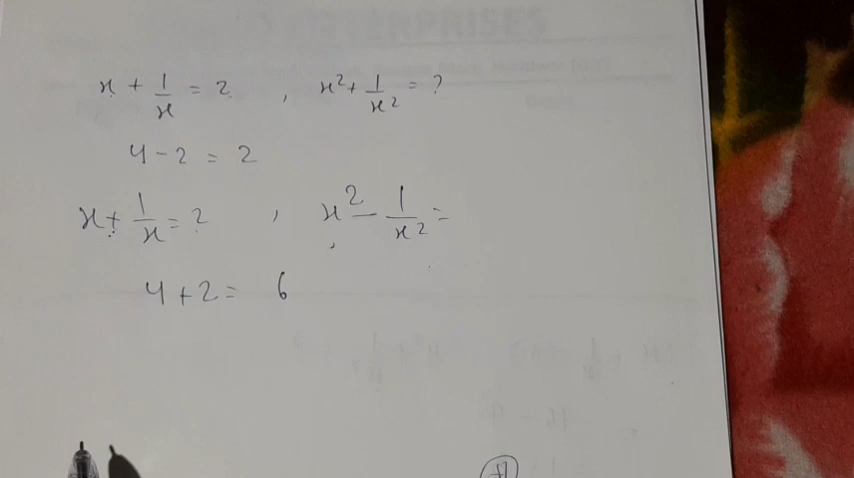 x + 1/x = 2 , x² + 1/x² = ?
4 - 2 = 2
x + 1/x = 2 , x² - 1/x² =
4 + 2 = 6